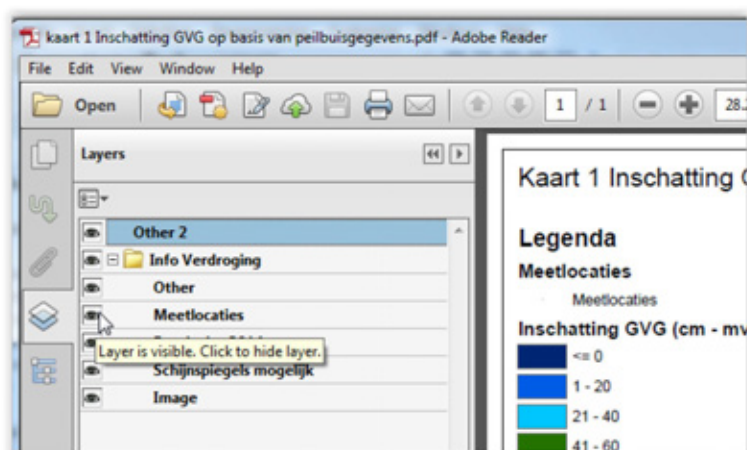 kaart 1 Inschatting GVG op basis van peilbuisgegevens.pdf - Adobe Reader
File Edit View Window Help
Open 1 / 1 28.
Layers
Other 2
Info Verdroging
Other
Meetlocaties
Layer is visible. Click to hide layer.
Schijnspiegels mogelijk
Image
Kaart 1 Inschatting
Legenda
Meetlocaties
Meetlocaties
Inschatting GVG (cm - mv
<= 0
1 - 20
21 - 40
41 - 60